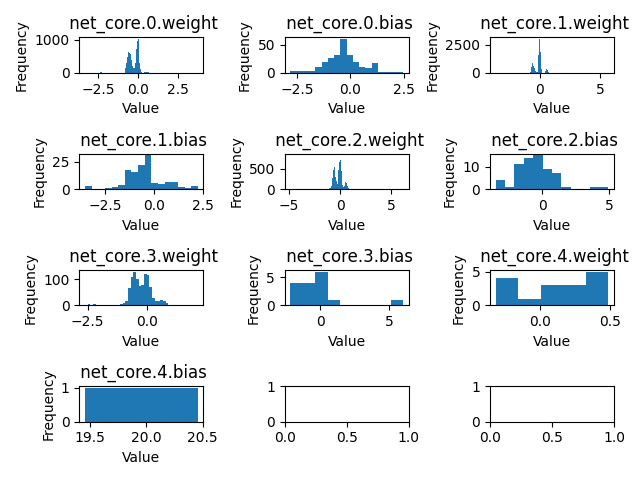 net_core.0.weight
Frequency
1000
0
−2.5 0.0 2.5
Value
net_core.0.bias
Frequency
50
0
−2.5 0.0 2.5
Value
net_core.1.weight
Frequency
2500
0
0 5
Value
net_core.1.bias
Frequency
25
0
−2.5 0.0 2.5
Value
net_core.2.weight
Frequency
500
0
−5 0 5
Value
net_core.2.bias
Frequency
10
0
0 5
Value
net_core.3.weight
Frequency
100
0
−2.5 0.0
Value
net_core.3.bias
Frequency
5
0
0 5
Value
net_core.4.weight
Frequency
5
0
0.0 0.5
Value
net_core.4.bias
Frequency
1
0
19.5 20.0 20.5
Value
1
0
0.0 0.5 1.0
1
0
0.0 0.5 1.0